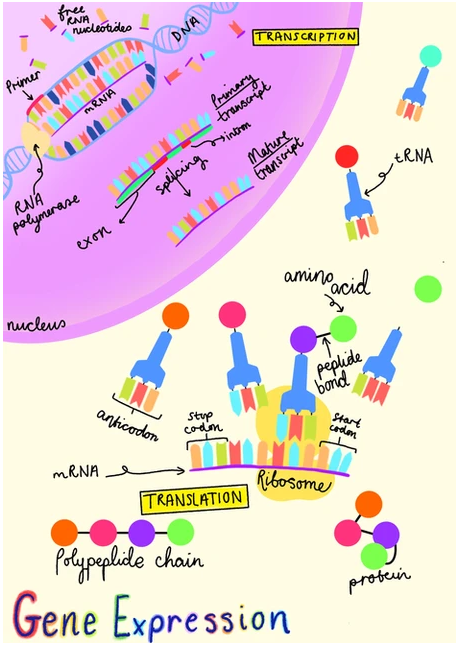 free
RNA
nucleotides
DNA
TRANSCRIPTION
Primer
mRNA
Primary
transcript
intron
splicing
Mature
transcript
RNA
polymerase
exon
tRNA
nucleus
amino
acid
peptide
bond
anticodon
stop
codon
start
codon
mRNA
Ribosome
TRANSLATION
Polypeptide chain
protein
Gene Expression